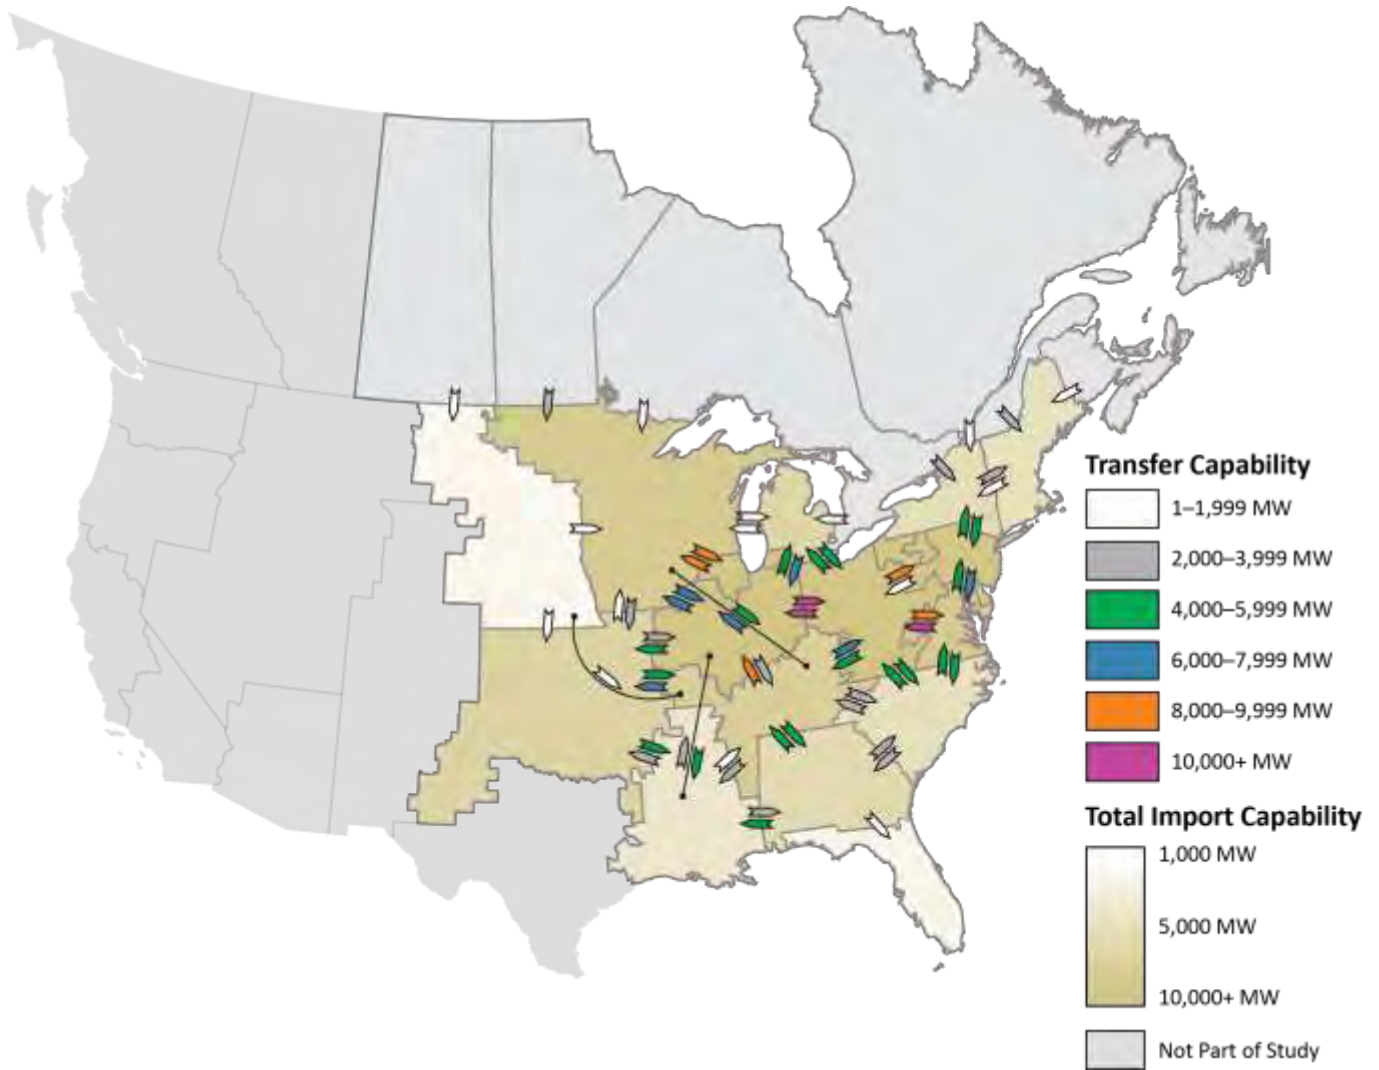 Transfer Capability
1–1,999 MW
2,000–3,999 MW
4,000–5,999 MW
6,000–7,999 MW
8,000–9,999 MW
10,000+ MW
Total Import Capability
1,000 MW
5,000 MW
10,000+ MW
Not Part of Study